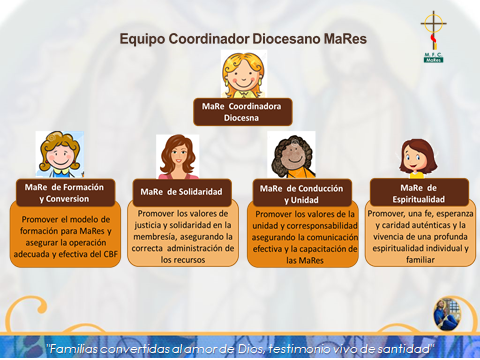 Equipo Coordinador Diocesano MaRes
M. F. C.
MaRes
MaRe Coordinadora
Diocesna
MaRe de Formación
y Conversion
Promover el modelo de
formación para MaRes y
asegurar la operación
adecuada y efectiva del CBF
MaRe de Solidaridad
Promover los valores de
justicia y solidaridad en la
membresía, asegurando la
correcta administración de
los recursos
MaRe de Conducción
y Unidad
Promover los valores de la
unidad y corresponsabilidad
asegurando la comunicación
efectiva y la capacitación de
las MaRes
MaRe de
Espiritualidad
Promover, una fe, esperanza
y caridad auténticas y la
vivencia de una profunda
espiritualidad individual y
familiar
"Familias convertidas al amor de Dios, testimonio vivo de santidad"